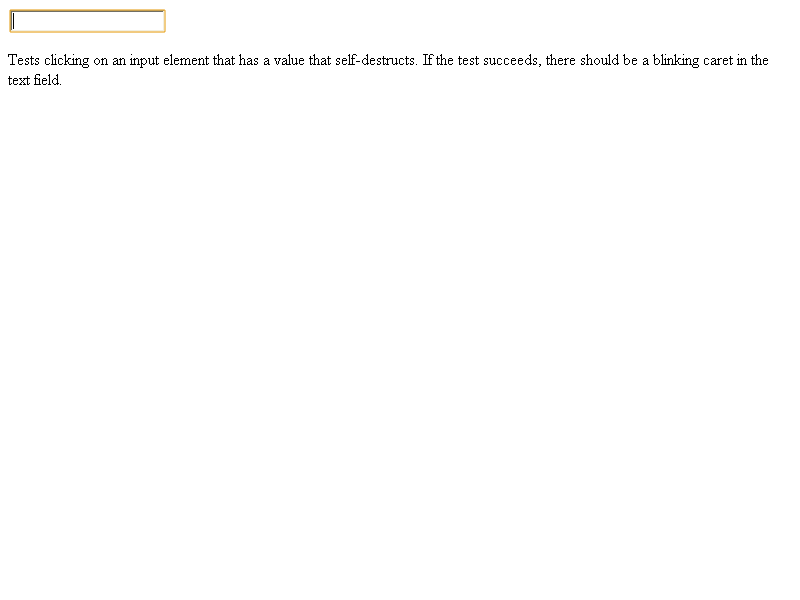 Tests clicking on an input element that has a value that self-destructs. If the test succeeds, there should be a blinking caret in the
text field.